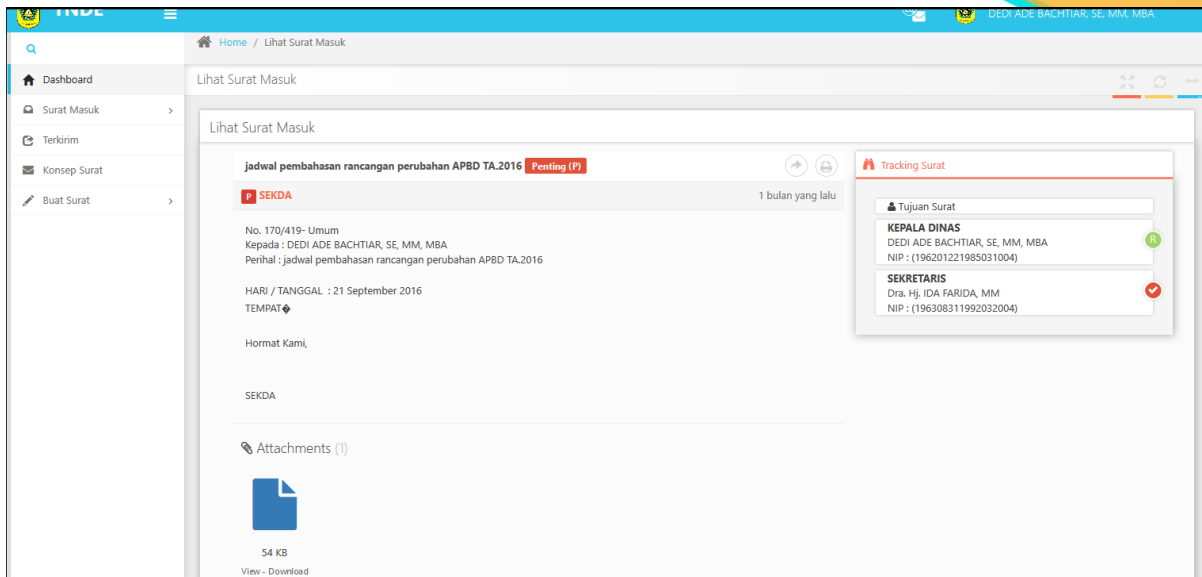 TNDE
DEDI ADE BACHTIAR, SE, MM, MBA
Home / Lihat Surat Masuk
Dashboard
Surat Masuk
Terkirim
Konsep Surat
Buat Surat
Lihat Surat Masuk
Lihat Surat Masuk
jadwal pembahasan rancangan perubahan APBD TA.2016 Penting (P)
P SEKDA 1 bulan yang lalu
No. 170/419- Umum
Kepada : DEDI ADE BACHTIAR, SE, MM, MBA
Perihal : jadwal pembahasan rancangan perubahan APBD TA.2016
HARI / TANGGAL : 21 September 2016
TEMPAT�
Hormat Kami,
SEKDA
Attachments (1)
54 KB
View - Download
Tracking Surat
Tujuan Surat
KEPALA DINAS
DEDI ADE BACHTIAR, SE, MM, MBA
NIP : (196201221985031004)
R
SEKRETARIS
Dra. Hj. IDA FARIDA, MM
NIP : (196308311992032004)